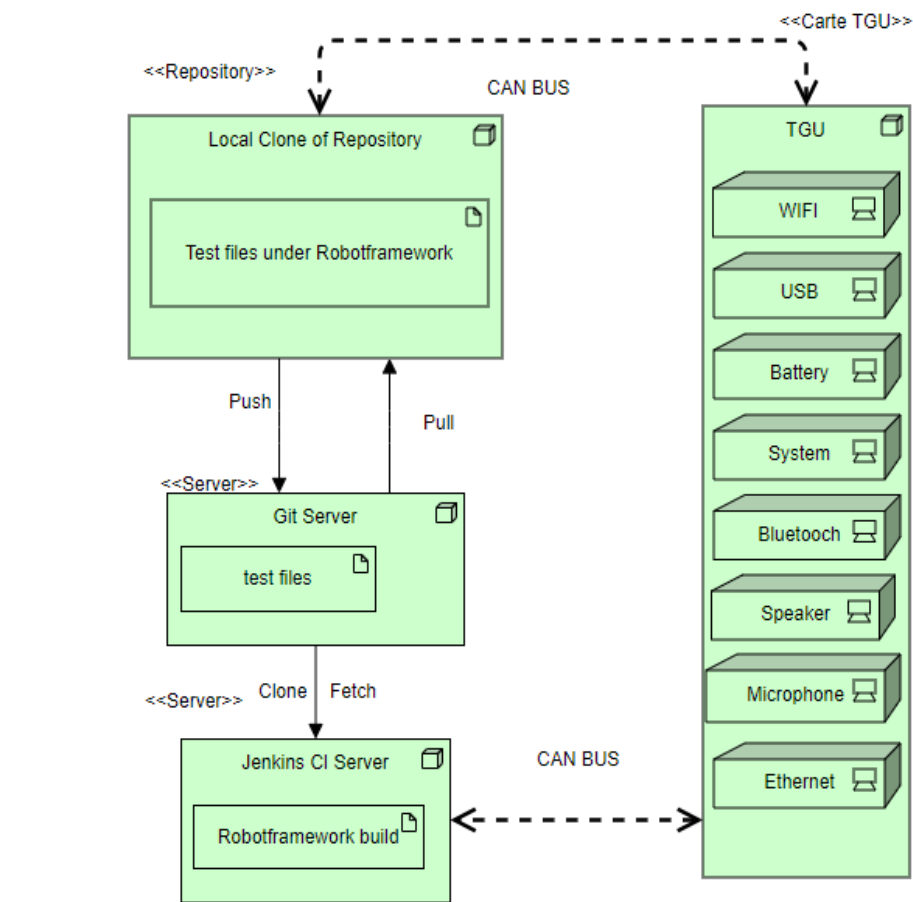 <<Carte TGU>>
<<Repository>>
CAN BUS
Local Clone of Repository
Test files under Robotframework
TGU
WIFI
USB
Battery
System
Bluetooch
Speaker
Microphone
Ethernet
Push
Pull
<<Server>>
Git Server
test files
<<Server>>
Clone
Fetch
Jenkins CI Server
Robotframework build
CAN BUS